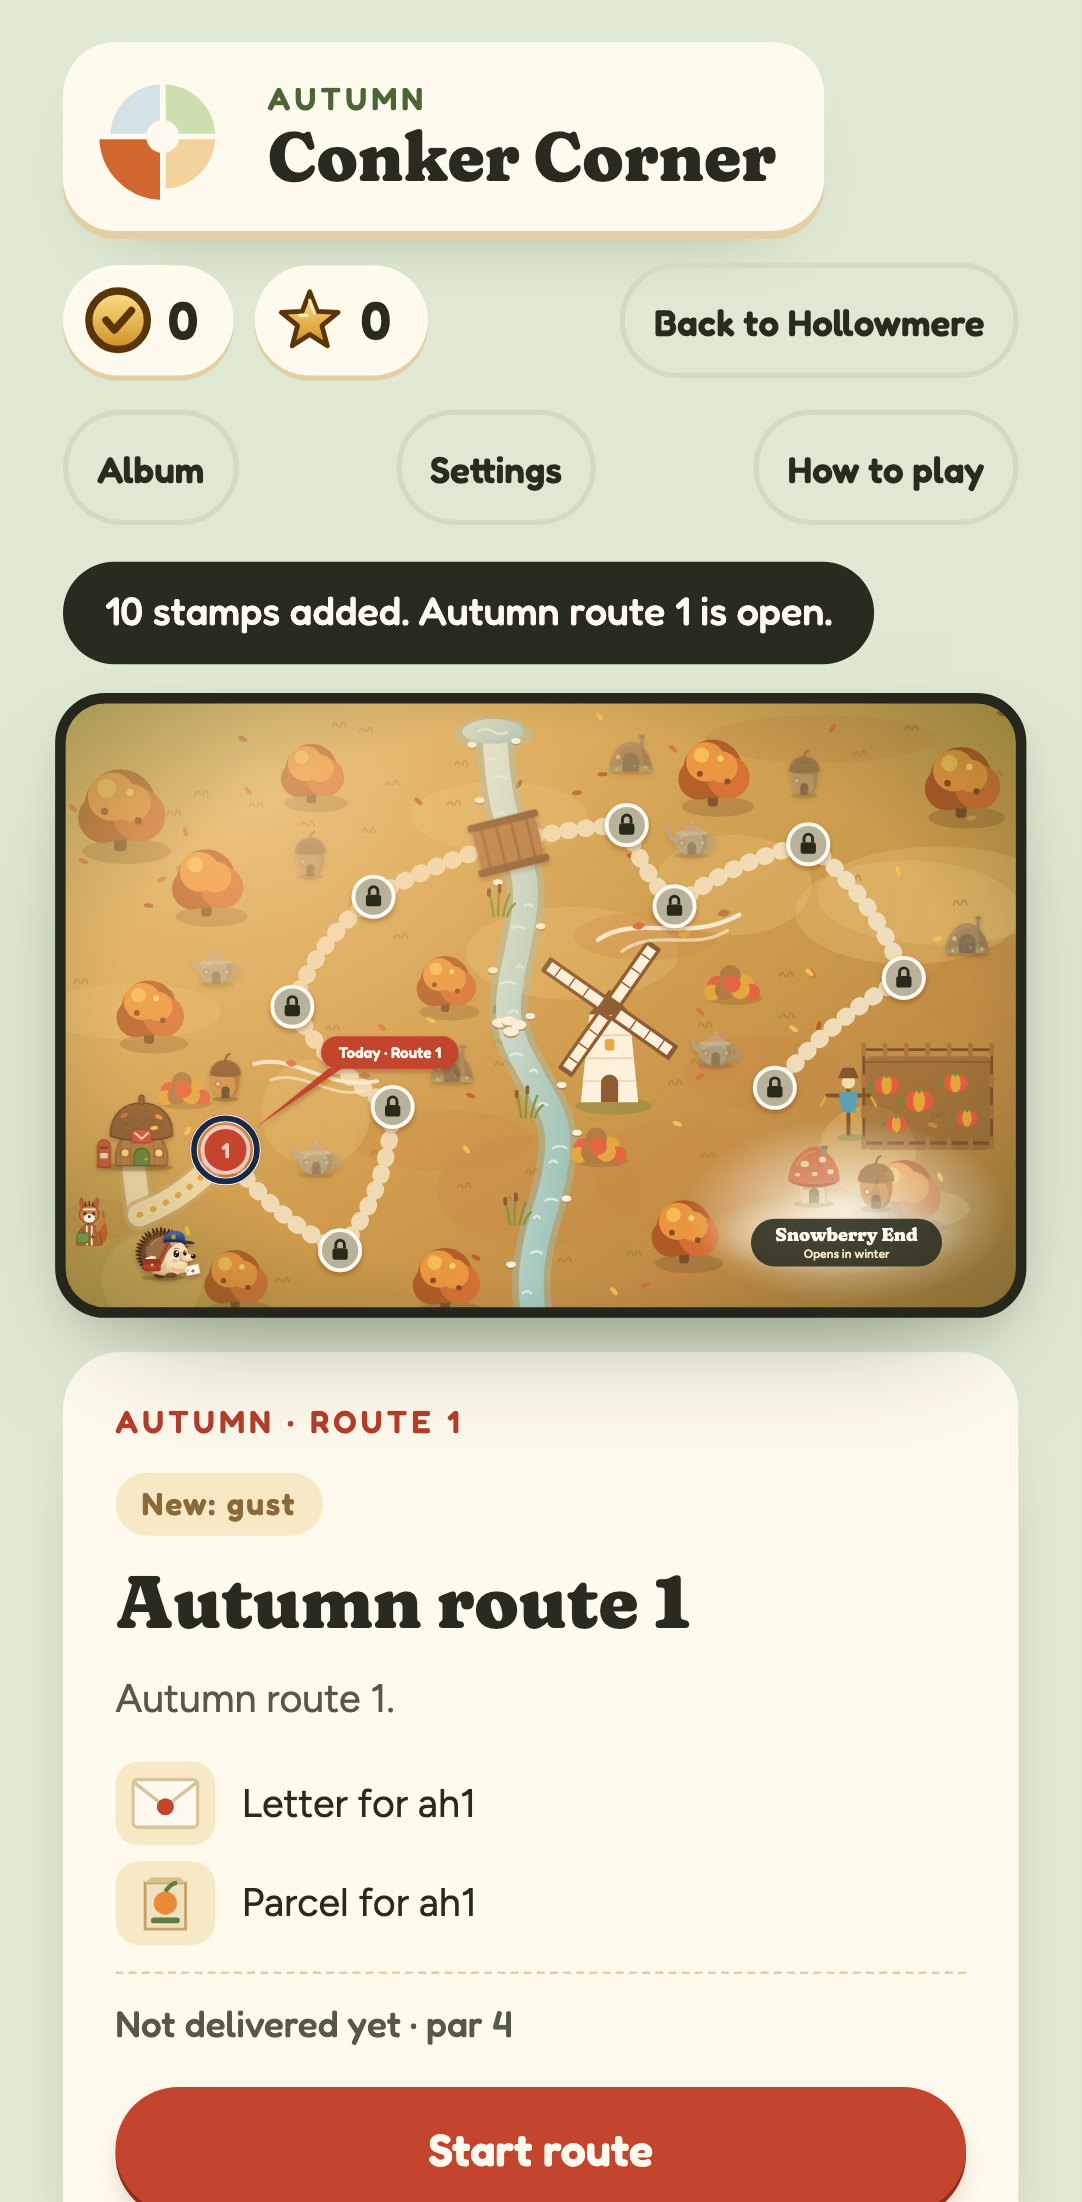 AUTUMN
Conker Corner
0
0
Back to Hollowmere
Album
Settings
How to play
10 stamps added. Autumn route 1 is open.
Today · Route 1
1
Snowberry End
Opens in winter
AUTUMN · ROUTE 1
New: gust
Autumn route 1
Autumn route 1.
Letter for ah1
Parcel for ah1
Not delivered yet · par 4
Start route